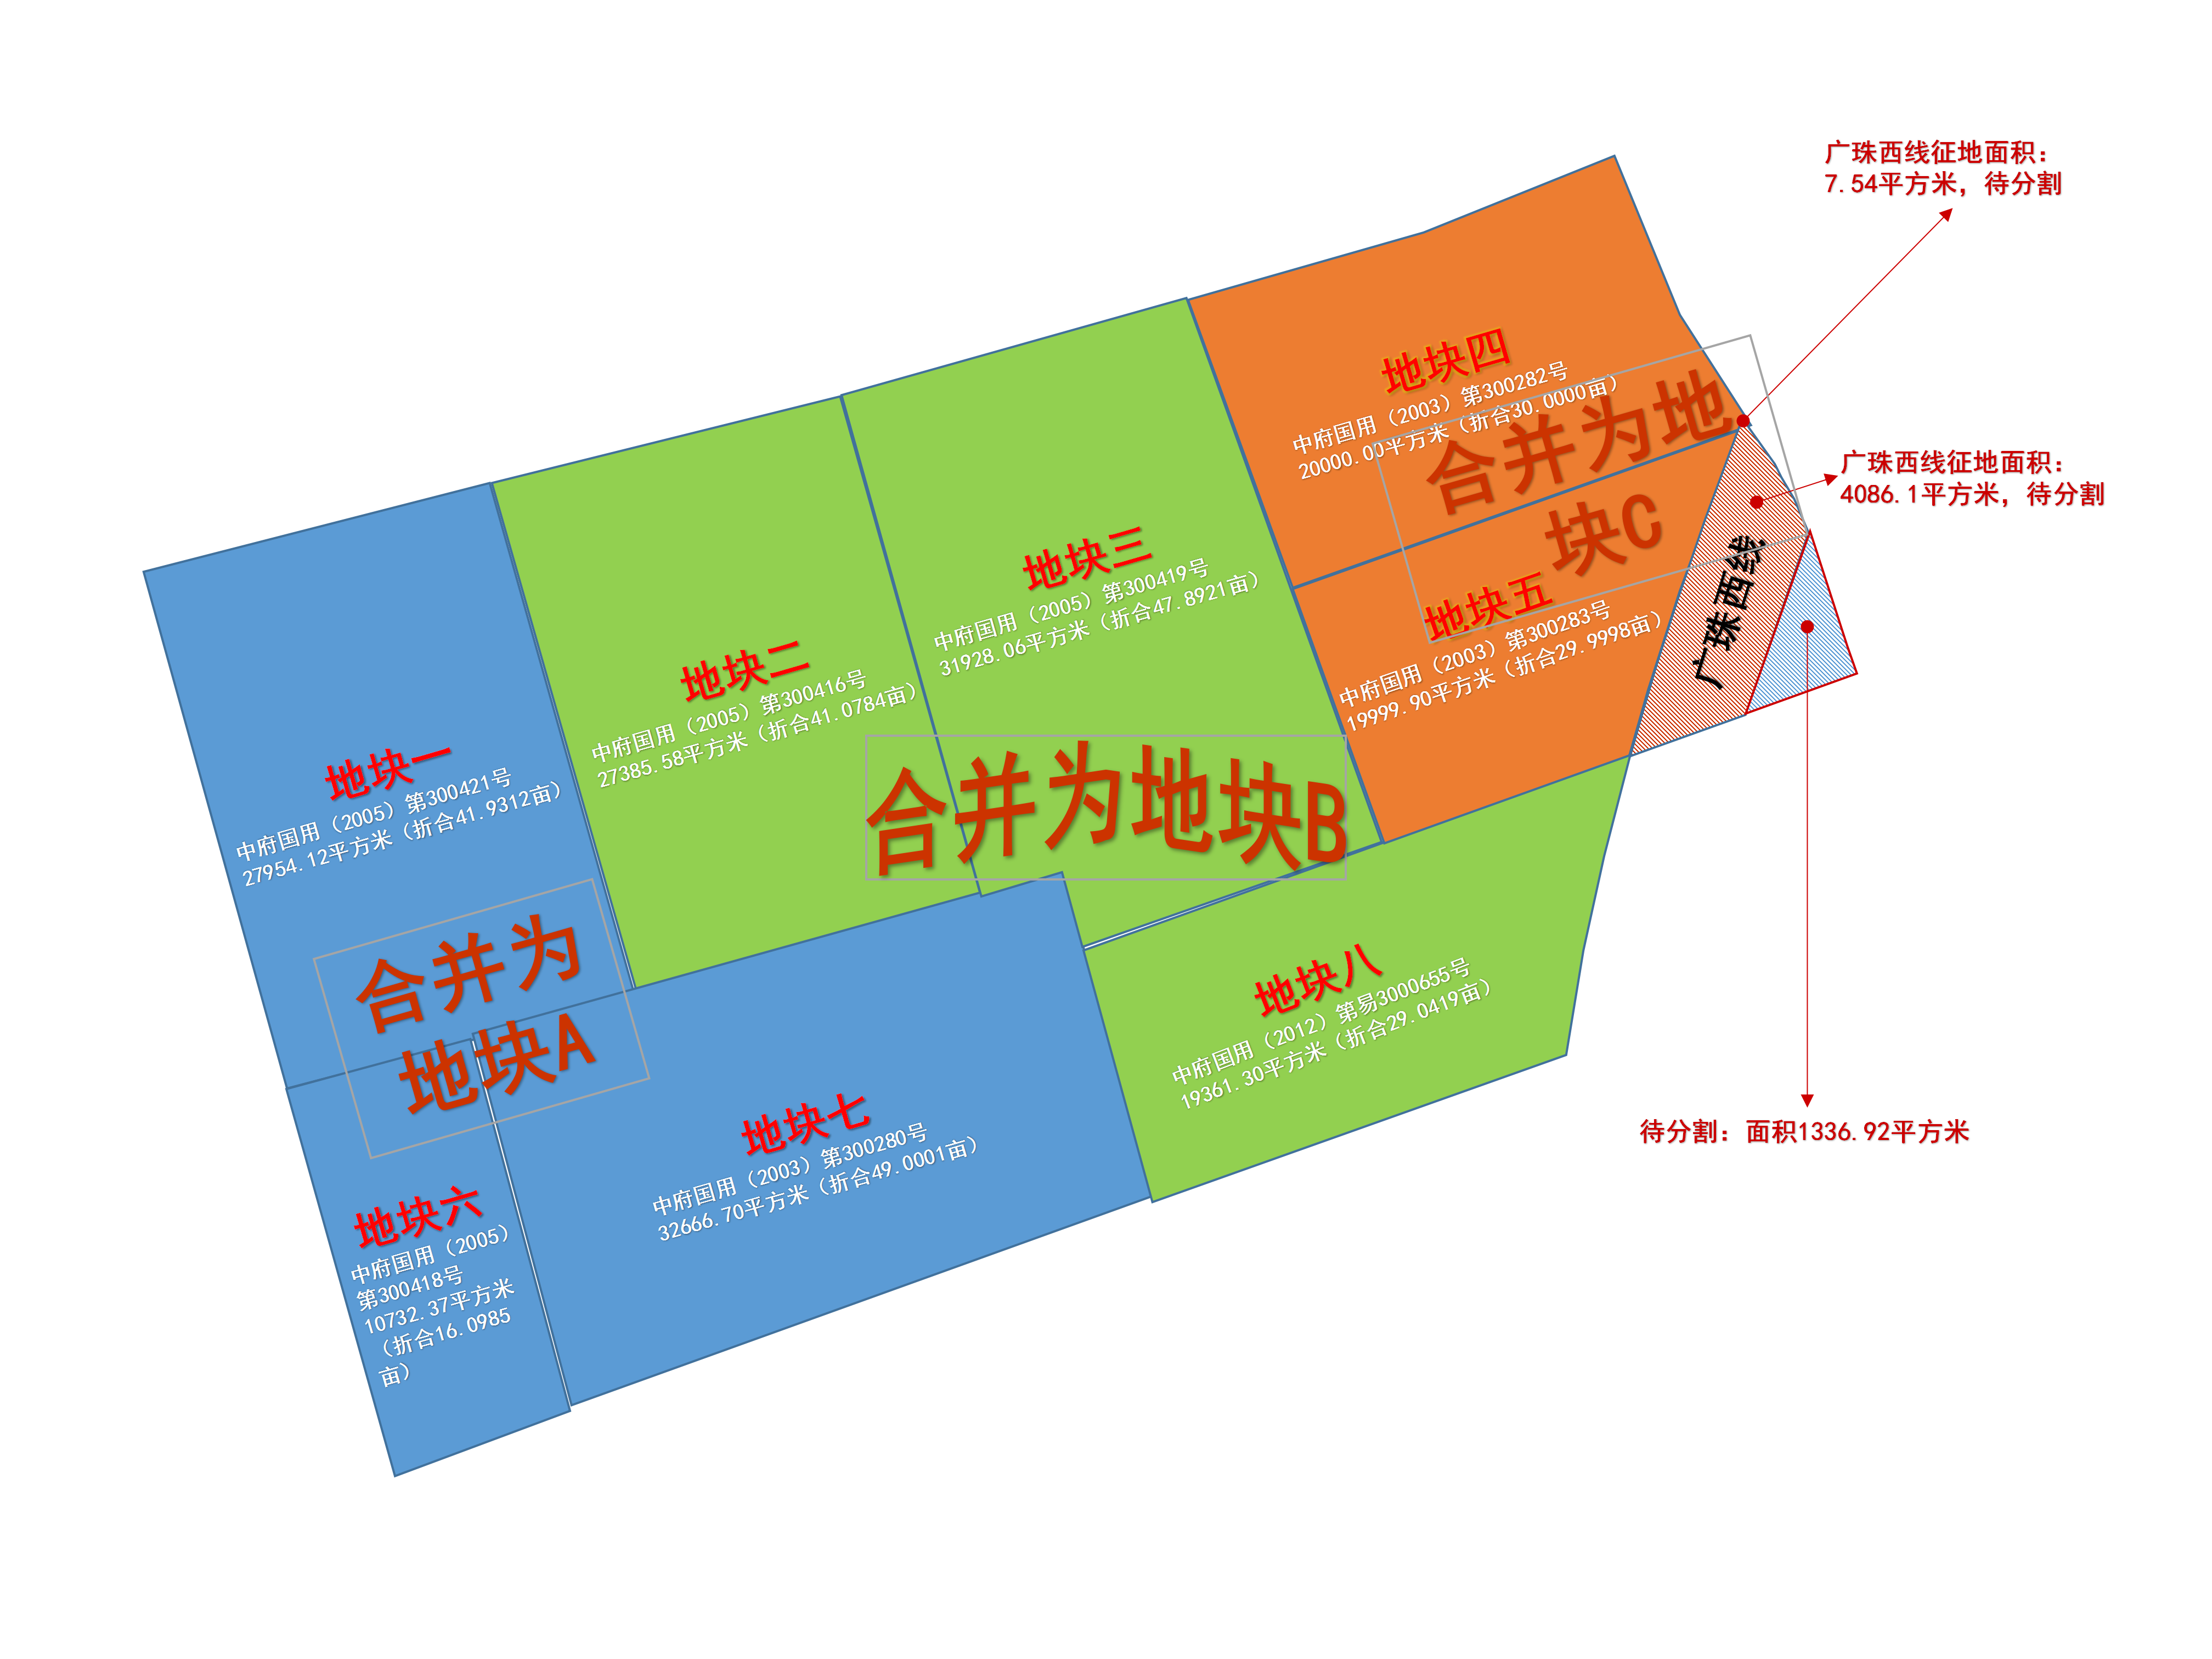 广珠西线征地面积：
7.54平方米，待分割
广珠西线征地面积：
4086.1平方米，待分割
地块四
中府国用（2003）第300282号
20000.00平方米（折合30.0000亩）
合并为地
块C
地块五
中府国用（2003）第300283号
19999.90平方米（折合29.9998亩）
广珠西线
地块三
中府国用（2005）第300419号
31928.06平方米（折合47.8921亩）
地块二
中府国用（2005）第300416号
27385.58平方米（折合41.0784亩）
合并为地块B
地块一
中府国用（2005）第300421号
27954.12平方米（折合41.9312亩）
合并为
地块A
地块八
中府国用（2012）第易3000655号
19361.30平方米（折合29.0419亩）
地块七
中府国用（2003）第300280号
32666.70平方米（折合49.0001亩）
待分割：面积1336.92平方米
地块六
中府国用（2005）
第300418号
10732.37平方米
（折合16.0985
亩）